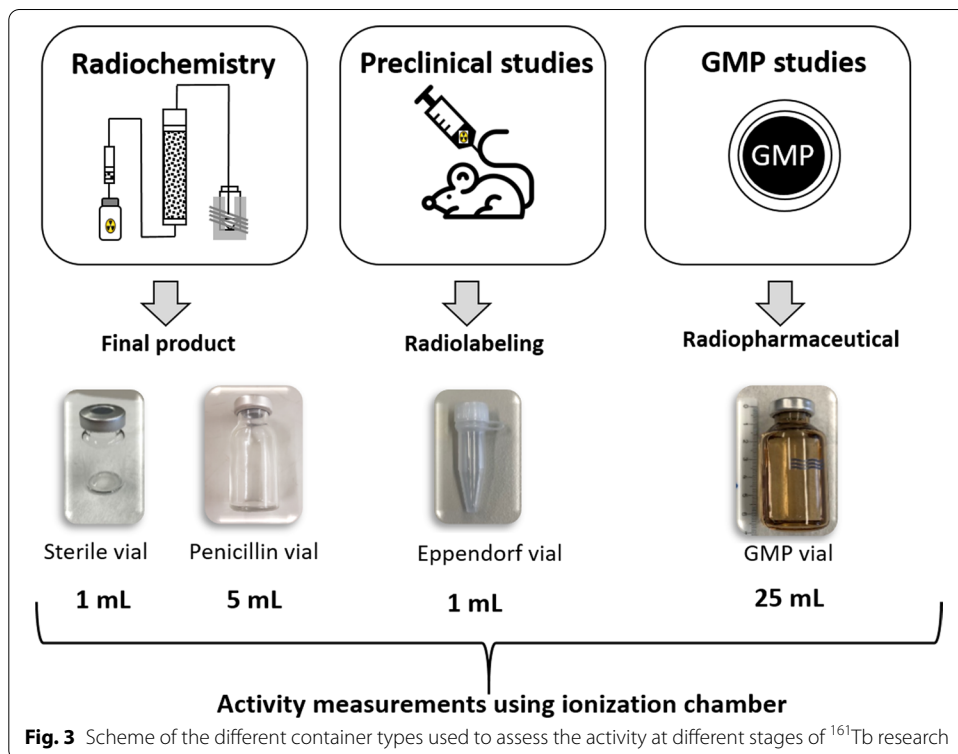 Radiochemistry
Preclinical studies
GMP studies
GMP
Final product
Radiolabeling
Radiopharmaceutical
Sterile vial
Penicillin vial
Eppendorf vial
GMP vial
1 mL
5 mL
1 mL
25 mL
Activity measurements using ionization chamber
Fig. 3 Scheme of the different container types used to assess the activity at different stages of ¹⁶¹Tb research